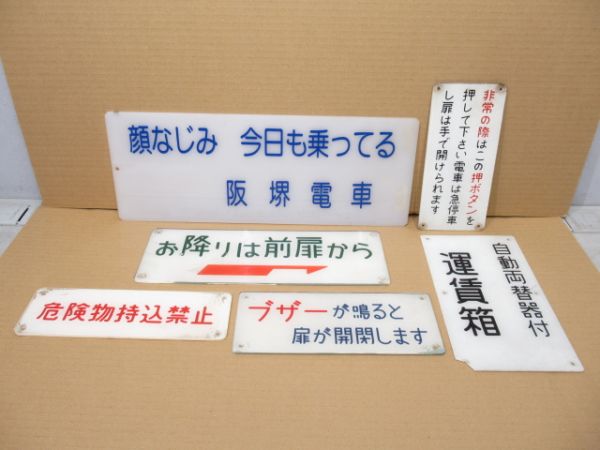 顔なじみ 今日も乗ってる
阪堺電車
非常の際はこの押ボタンを
押して下さい電車は急停車
し扉は手で開けられます
お降りは前扉から
自動両替器付
運賃箱
危険物持込禁止
ブザーが鳴ると
扉が開閉します